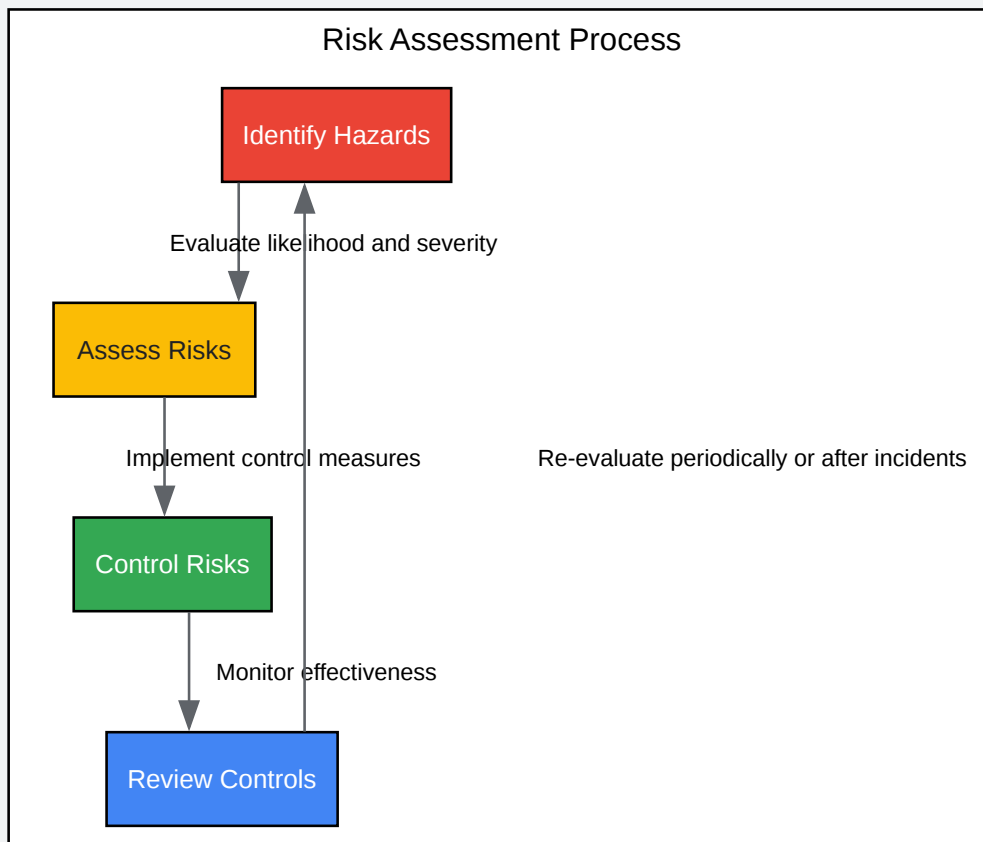 Risk Assessment Process
Identify Hazards
Evaluate likelihood and severity
Assess Risks
Implement control measures
Re-evaluate periodically or after incidents
Control Risks
Monitor effectiveness
Review Controls